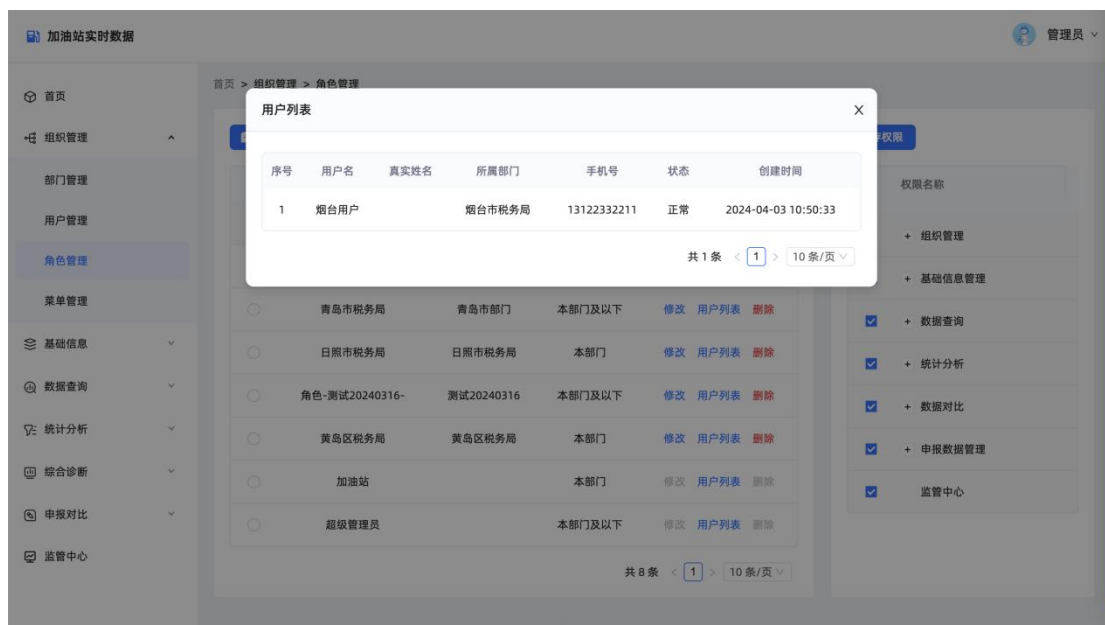 加油站实时数据
管理员
首页
组织管理
部门管理
用户管理
角色管理
菜单管理
基础信息
数据查询
统计分析
综合诊断
申报对比
监管中心
首页 > 组织管理 > 角色管理
用户列表 X
序号 用户名 真实姓名 所属部门 手机号 状态 创建时间
1 烟台用户 烟台市税务局 13122332211 正常 2024-04-03 10:50:33
共 1 条 < 1 > 10 条/页
青岛市税务局 青岛市部门 本部门及以下 修改 用户列表 删除
日照市税务局 日照市税务局 本部门 修改 用户列表 删除
角色-测试20240316- 测试20240316 本部门及以下 修改 用户列表 删除
黄岛区税务局 黄岛区税务局 本部门 修改 用户列表 删除
加油站 本部门 修改 用户列表 删除
超级管理员 本部门及以下 修改 用户列表 删除
共 8 条 < 1 > 10 条/页
权限
权限名称
+ 组织管理
+ 基础信息管理
+ 数据查询
+ 统计分析
+ 数据对比
+ 申报数据管理
监管中心